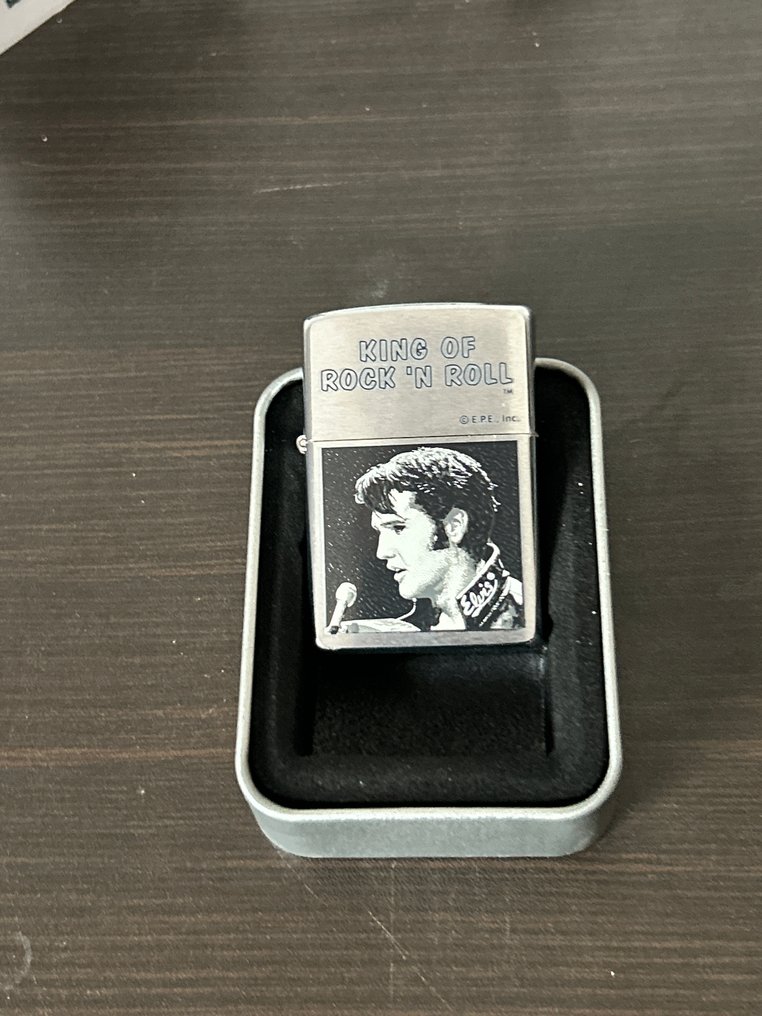 KING OF
ROCK 'N ROLL
™
© E.P.E., Inc.
Elvis